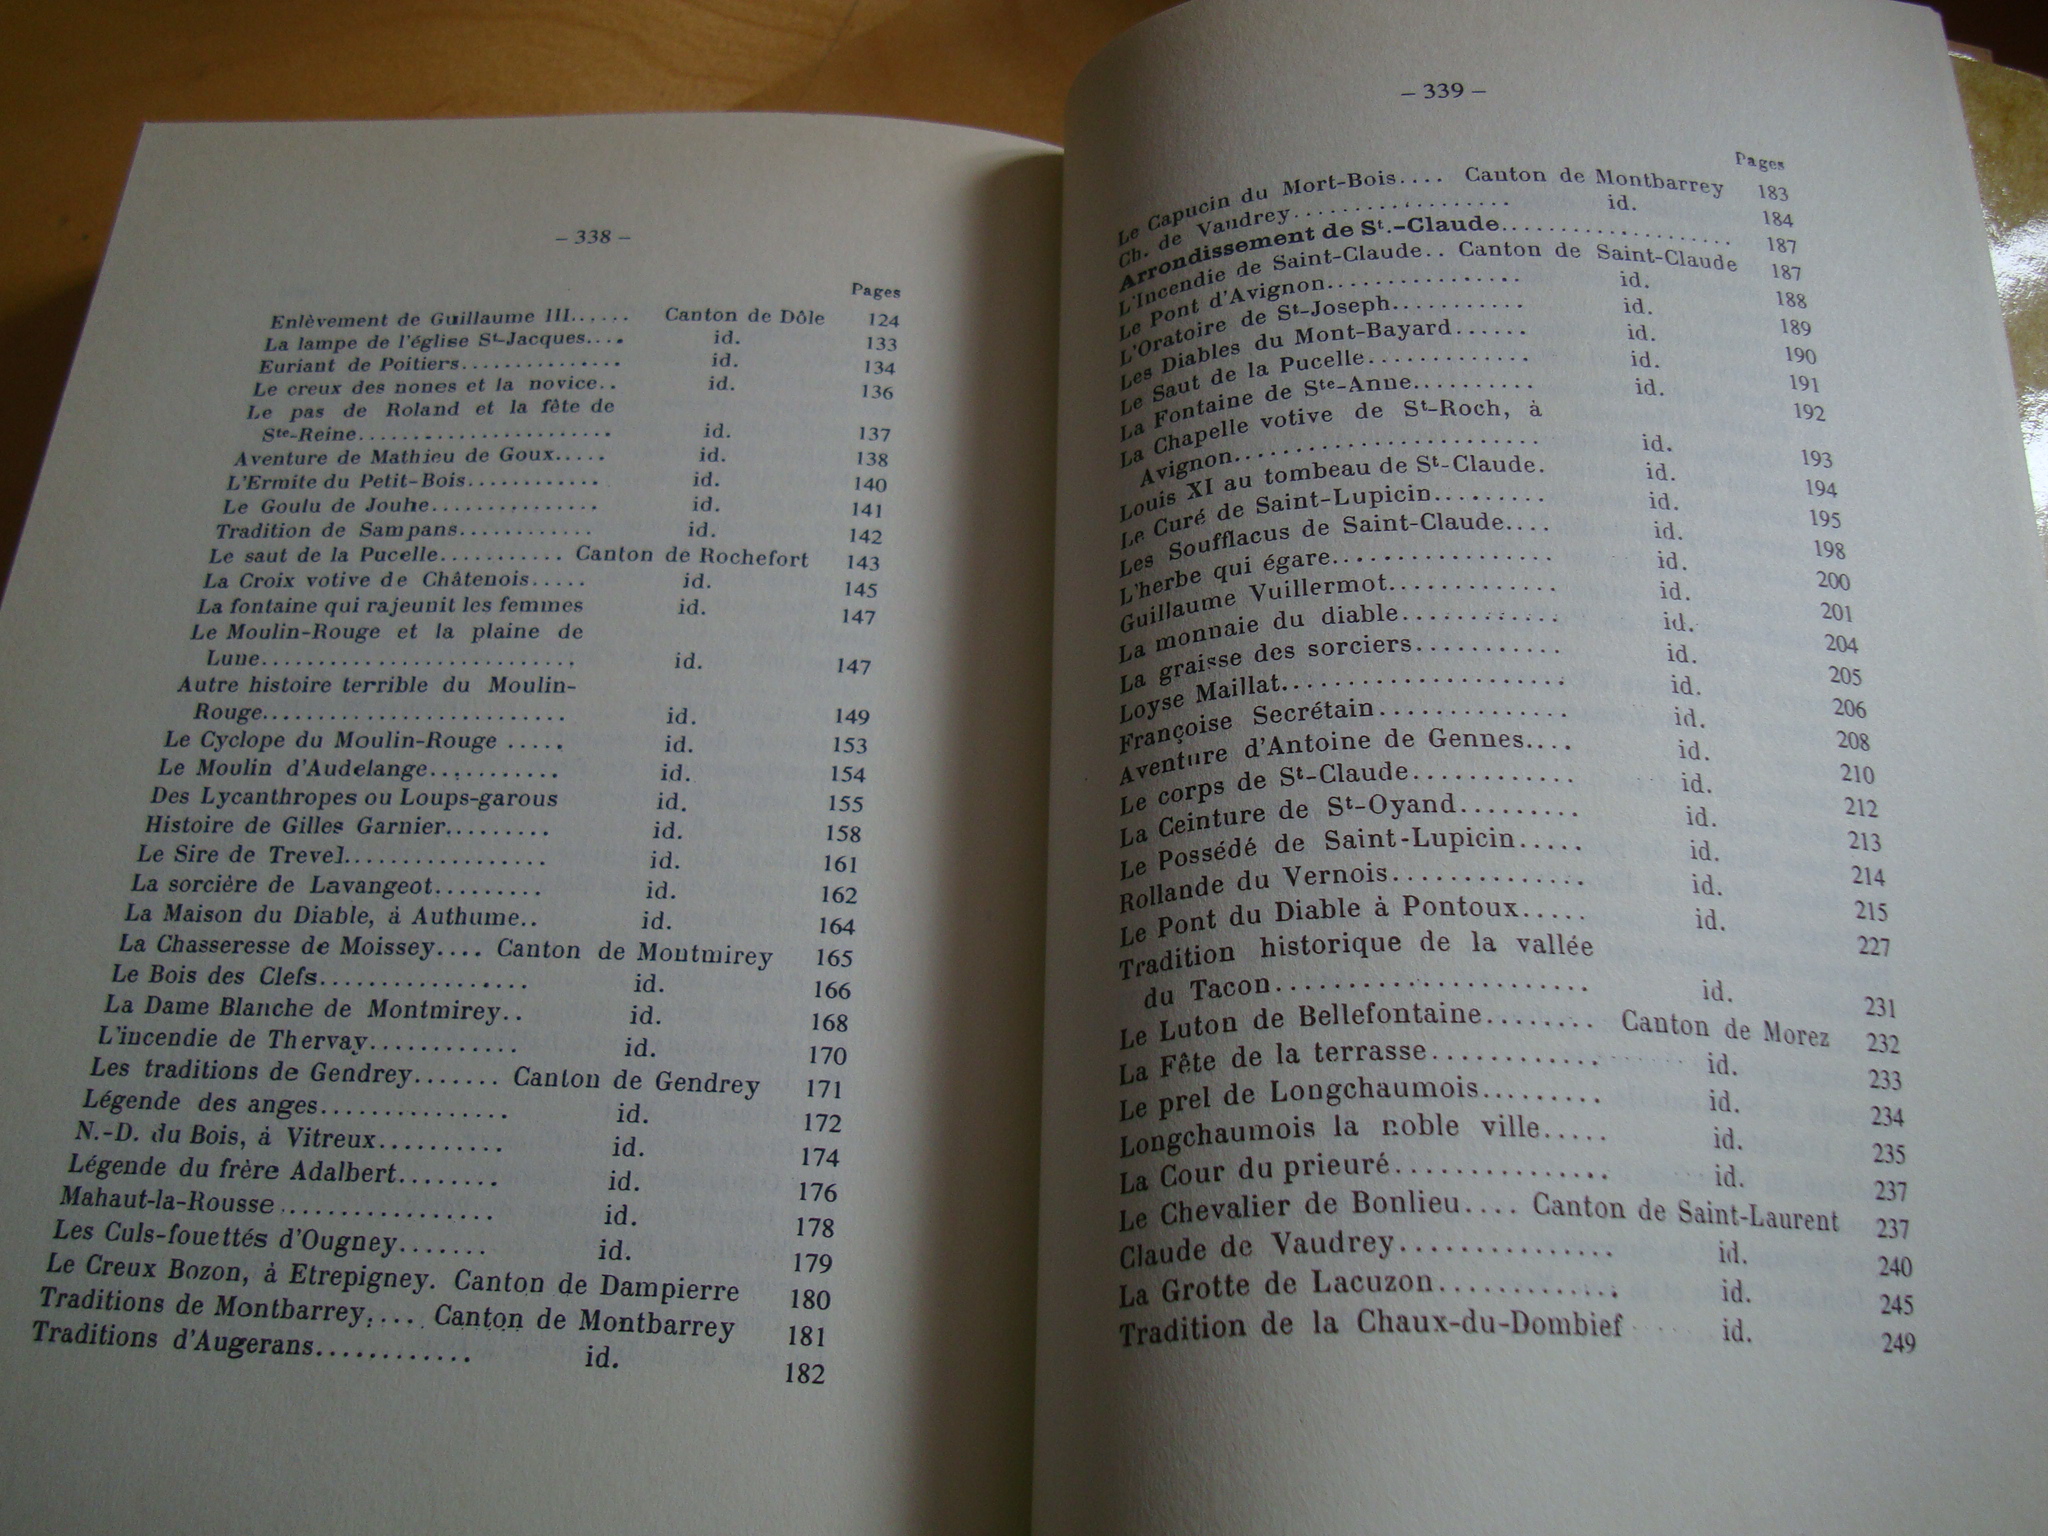 – 338 –
Pages
Enlèvement de Guillaume III...... Canton de Dôle 124
La lampe de l'église St-Jacques.... id. 133
Euriant de Poitiers............... id. 134
Le creux des nones et la novice.. id. 136
Le pas de Roland et la fête de
Ste-Reine........................ id. 137
Aventure de Mathieu de Goux..... id. 138
L'Ermite du Petit-Bois............ id. 140
Le Goulu de Jouhe............... id. 141
Tradition de Sampans............ id. 142
Le saut de la Pucelle........... Canton de Rochefort 143
La Croix votive de Châtenois..... id. 145
La fontaine qui rajeunit les femmes id. 147
Le Moulin-Rouge et la plaine de
Lune........................... id. 147
Autre histoire terrible du Moulin-
Rouge.......................... id. 149
Le Cyclope du Moulin-Rouge ..... id. 153
Le Moulin d'Audelange........... id. 154
Des Lycanthropes ou Loups-garous id. 155
Histoire de Gilles Garnier......... id. 158
Le Sire de Trevel................. id. 161
La sorcière de Lavangeot......... id. 162
La Maison du Diable, à Authume.. id. 164
La Chasseresse de Moissey.... Canton de Montmirey 165
Le Bois des Clefs................. id. 166
La Dame Blanche de Montmirey.. id. 168
L'incendie de Thervay............ id. 170
Les traditions de Gendrey....... Canton de Gendrey 171
Légende des anges............... id. 172
N.-D. du Bois, à Vitreux.......... id. 174
Légende du frère Adalbert........ id. 176
Mahaut-la-Rousse................. id. 178
Les Culs-fouettés d'Ougney....... id. 179
Le Creux Bozon, à Etrepigney. Canton de Dampierre 180
Traditions de Montbarrey..... Canton de Montbarrey 181
Traditions d'Augerans............ id. 182
– 339 –
Pages
Le Capucin du Mort-Bois.... Canton de Montbarrey 183
Ch. de Vaudrey.................. id. 184
Arrondissement de St.-Claude.................... 187
L'Incendie de Saint-Claude.. Canton de Saint-Claude 187
Le Pont d'Avignon............... id. 188
L'Oratoire de St-Joseph.......... id. 189
Les Diables du Mont-Bayard...... id. 190
Le Saut de la Pucelle............. id. 191
La Fontaine de Ste-Anne.......... id. 192
La Chapelle votive de St-Roch, à
Avignon........................ id. 193
Louis XI au tombeau de St-Claude. id. 194
Le Curé de Saint-Lupicin......... id. 195
Les Soufflacus de Saint-Claude.... id. 198
L'herbe qui égare................ id. 200
Guillaume Vuillermot............. id. 201
La monnaie du diable............ id. 204
La graisse des sorciers........... id. 205
Loyse Maillat..................... id. 206
Françoise Secrétain.............. id. 208
Aventure d'Antoine de Gennes.... id. 210
Le corps de St-Claude............ id. 212
La Ceinture de St-Oyand......... id. 213
Le Possédé de Saint-Lupicin..... id. 214
Rollande du Vernois.............. id. 215
Le Pont du Diable à Pontoux..... id. 227
Tradition historique de la vallée
du Tacon...................... id. 231
Le Luton de Bellefontaine........ Canton de Morez 232
La Fête de la terrasse............ id. 233
Le prel de Longchaumois......... id. 234
Longchaumois la noble ville..... id. 235
La Cour du prieuré............... id. 237
Le Chevalier de Bonlieu.... Canton de Saint-Laurent 237
Claude de Vaudrey............... id. 240
La Grotte de Lacuzon............. id. 245
Tradition de la Chaux-du-Dombief id. 249